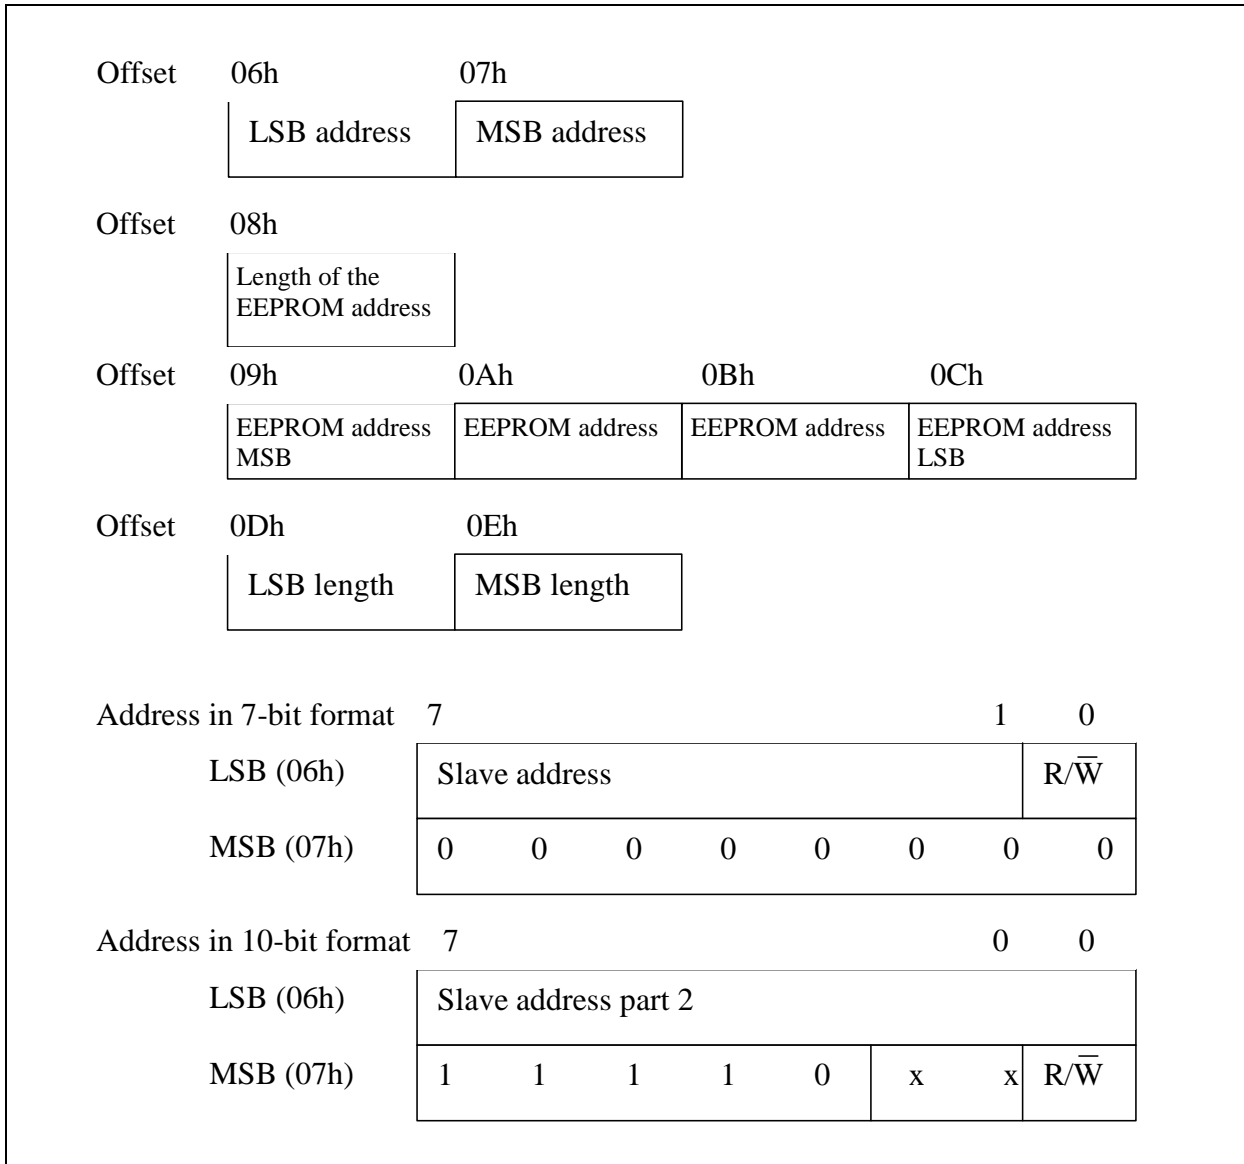 Offset 06h 07h
LSB address MSB address
Offset 08h
Length of the
EEPROM address
Offset 09h 0Ah 0Bh 0Ch
EEPROM address EEPROM address EEPROM address EEPROM address
MSB LSB
Offset 0Dh 0Eh
LSB length MSB length
Address in 7-bit format 7 1 0
LSB (06h) Slave address R/W̅
MSB (07h) 0 0 0 0 0 0 0 0
Address in 10-bit format 7 0 0
LSB (06h) Slave address part 2
MSB (07h) 1 1 1 1 0 x x R/W̅